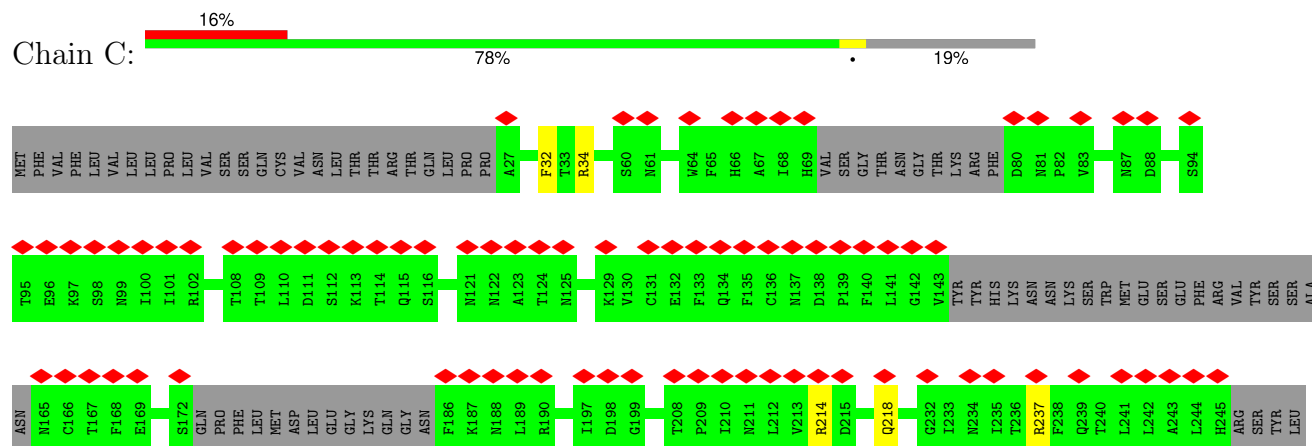 16%
Chain C:
78%
•
19%
MET PHE VAL PHE LEU VAL LEU LEU PRO LEU VAL SER SER GLN CYS VAL ASN LEU THR THR ARG THR GLN LEU PRO PRO A27 F32 T33 R34 S60 N61 W64 F65 H66 A67 I68 H69 VAL SER GLY THR ASN GLY THR LYS ARG PHE D80 N81 P82 V83 N87 D88 S94
T95 E96 K97 S98 N99 I100 I101 R102 T108 T109 L110 D111 S112 K113 T114 Q115 S116 N121 N122 A123 T124 N125 K129 V130 C131 E132 F133 Q134 F135 C136 N137 D138 P139 F140 L141 G142 V143 TYR TYR HIS LYS ASN ASN LYS SER TRP MET GLU SER GLU PHE ARG VAL TYR SER SER ALA
ASN N165 C166 T167 F168 E169 S172 GLN PRO PHE LEU MET ASP LEU GLU GLY LYS GLN GLY ASN F186 K187 N188 L189 R190 I197 D198 G199 T208 P209 I210 N211 L212 V213 R214 D215 Q218 G232 I233 N234 I235 T236 R237 F238 Q239 T240 L241 L242 A243 L244 H245 ARG SER TYR LEU